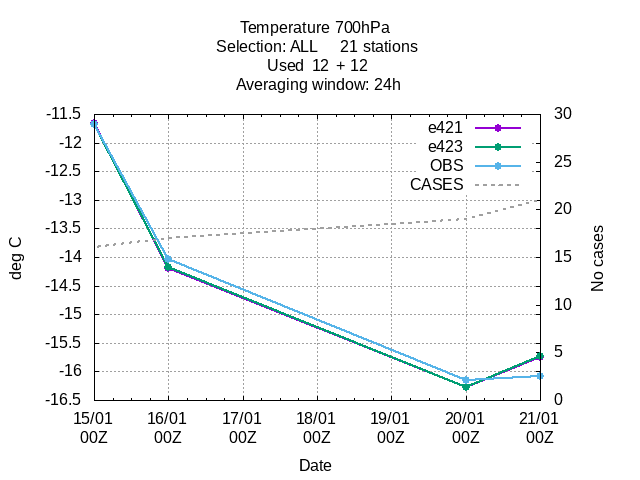 Temperature 700hPa
Selection: ALL     21 stations
Used  12 + 12
Averaging window: 24h
-11.5
-12
-12.5
-13
-13.5
-14
-14.5
-15
-15.5
-16
-16.5
deg C
30
25
20
15
10
5
0
No cases
e421
e423
OBS
CASES
15/01 16/01 17/01 18/01 19/01 20/01 21/01
00Z 00Z 00Z 00Z 00Z 00Z 00Z
Date